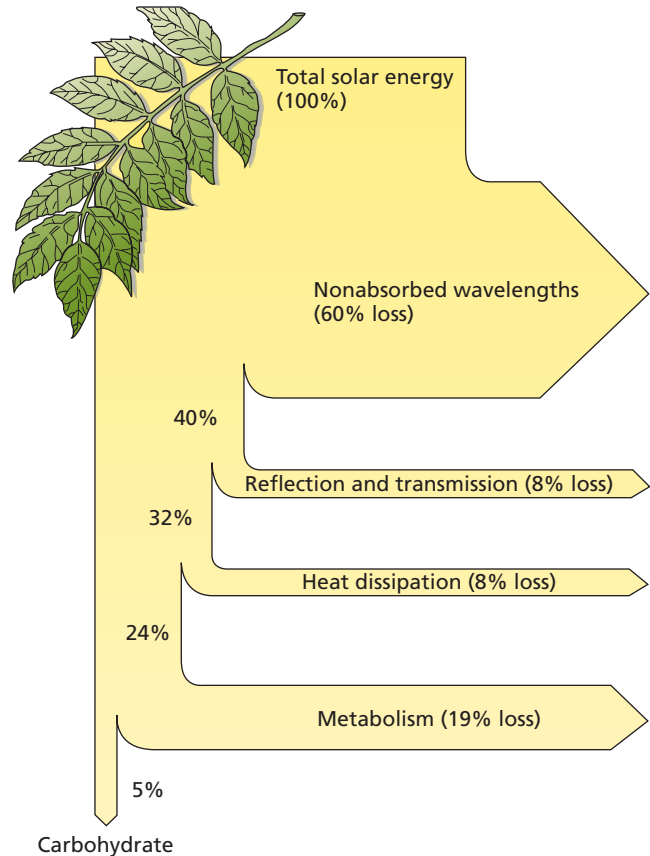 Total solar energy
(100%)
Nonabsorbed wavelengths
(60% loss)
40%
Reflection and transmission (8% loss)
32%
Heat dissipation (8% loss)
24%
Metabolism (19% loss)
5%
Carbohydrate